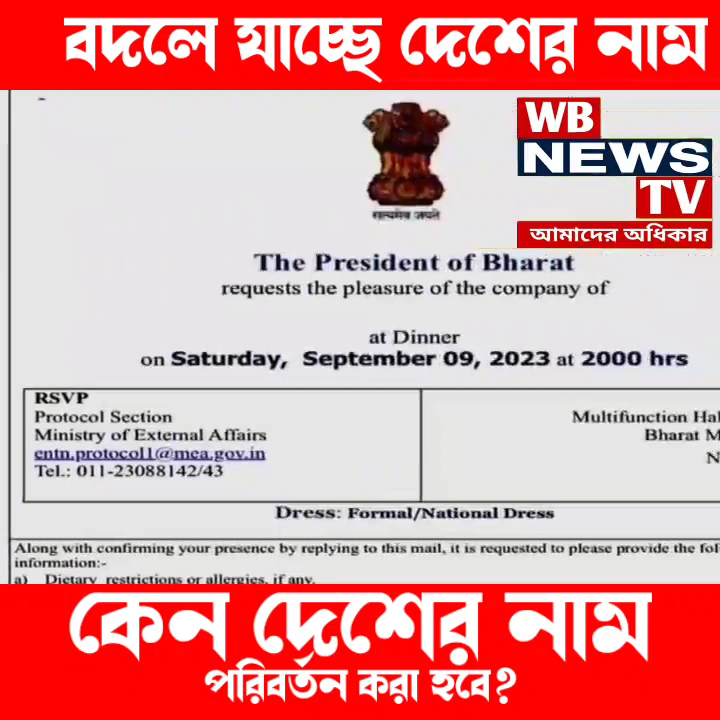 বদলে যাচ্ছে দেশের নাম
WB
NEWS
TV
আমাদের অধিকার
सत्यमेव जयते
The President of Bharat
requests the pleasure of the company of
at Dinner
on Saturday, September 09, 2023 at 2000 hrs
RSVP
Protocol Section
Ministry of External Affairs
entn.protocol1@mea.gov.in
Tel.: 011-23088142/43
Multifunction Hal
Bharat M
N
Dress: Formal/National Dress
Along with confirming your presence by replying to this mail, it is requested to please provide the fol
information:-
a) Dietary restrictions or allergies, if any.
কেন দেশের নাম
পরিবর্তন করা হবে?